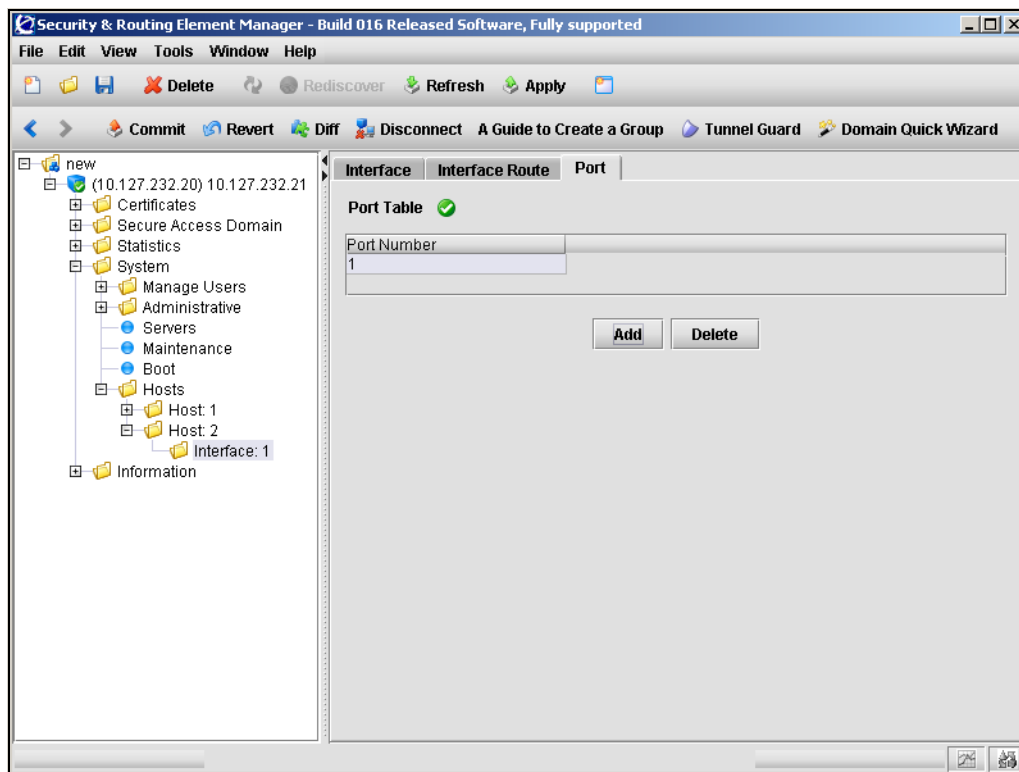 Security & Routing Element Manager - Build 016 Released Software, Fully supported
File Edit View Tools Window Help
Delete Rediscover Refresh Apply
Commit Revert Diff Disconnect A Guide to Create a Group Tunnel Guard Domain Quick Wizard
new
(10.127.232.20) 10.127.232.21
Certificates
Secure Access Domain
Statistics
System
Manage Users
Administrative
Servers
Maintenance
Boot
Hosts
Host: 1
Host: 2
Interface: 1
Information
Interface Interface Route Port
Port Table
Port Number
1
Add Delete